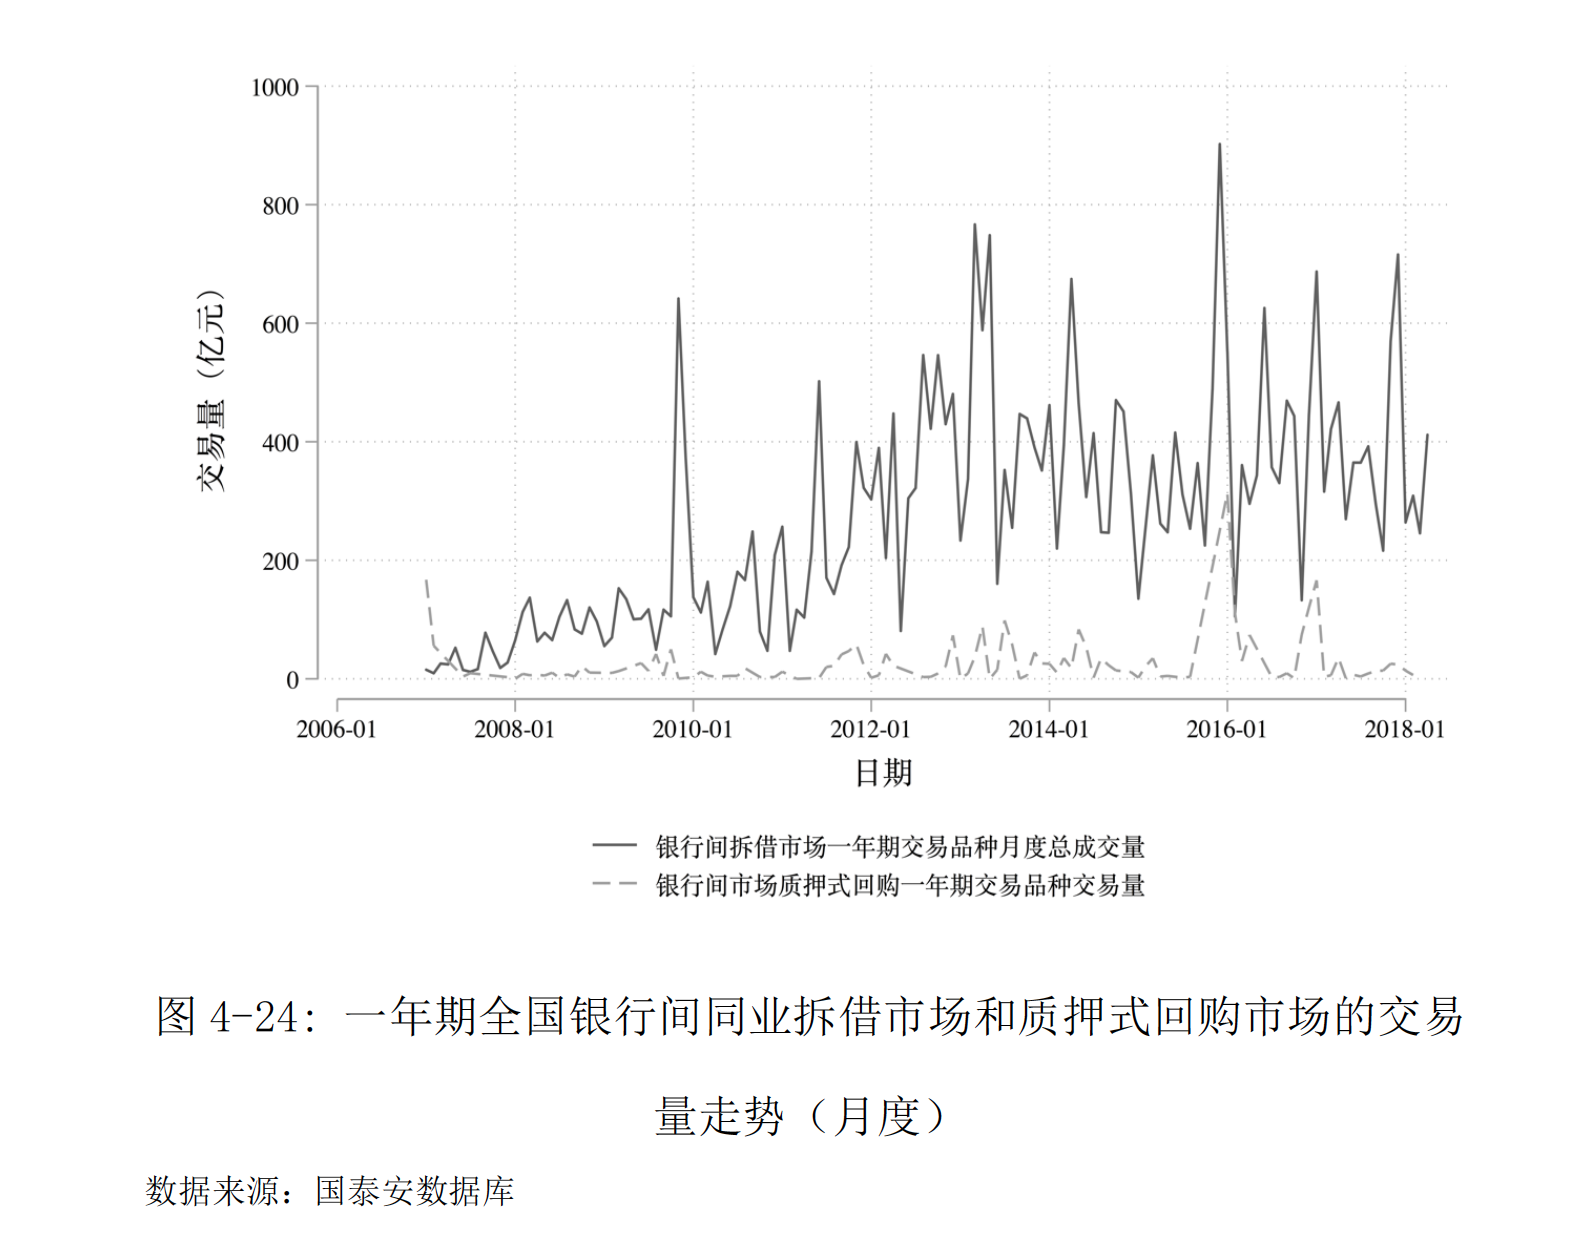 1000
800
600
400
200
0
交易量（亿元）
2006-01 2008-01 2010-01 2012-01 2014-01 2016-01 2018-01
日期
银行间拆借市场一年期交易品种月度总成交量
银行间市场质押式回购一年期交易品种交易量
图 4-24: 一年期全国银行间同业拆借市场和质押式回购市场的交易
量走势（月度）
数据来源：国泰安数据库